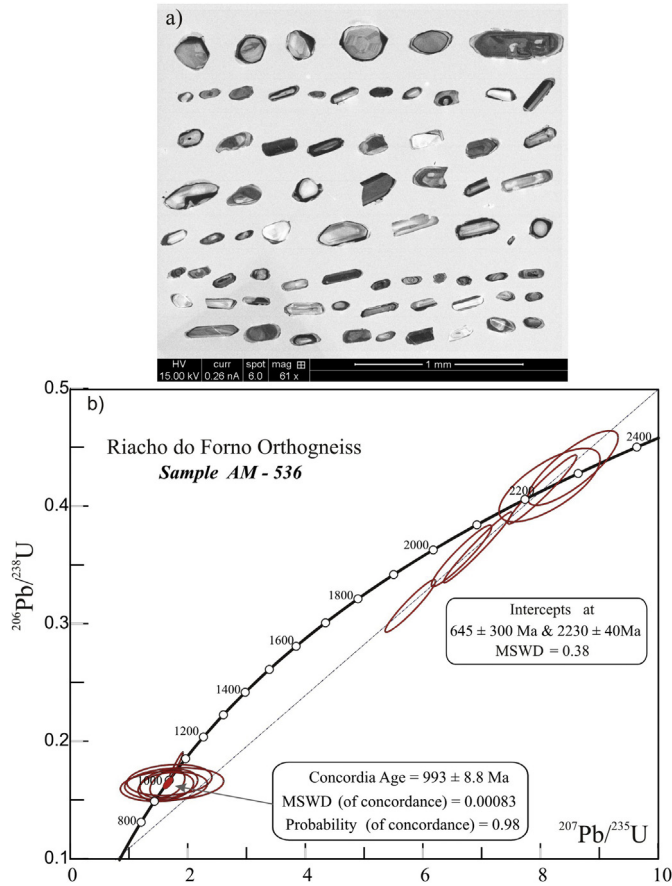 a)
HV curr spot mag ⊞
15.00 kV 0.26 nA 6.0 61 x
1 mm
b)
Riacho do Forno Orthogneiss
Sample AM - 536
0.5
0.4
0.3
0.2
0.1
206Pb/238U
2400
2200
2000
1800
1600
1400
1200
1000
800
Intercepts at
645 ± 300 Ma & 2230 ± 40Ma
MSWD = 0.38
Concordia Age = 993 ± 8.8 Ma
MSWD (of concordance) = 0.00083
Probability (of concordance) = 0.98
207Pb/235U
0 2 4 6 8 10